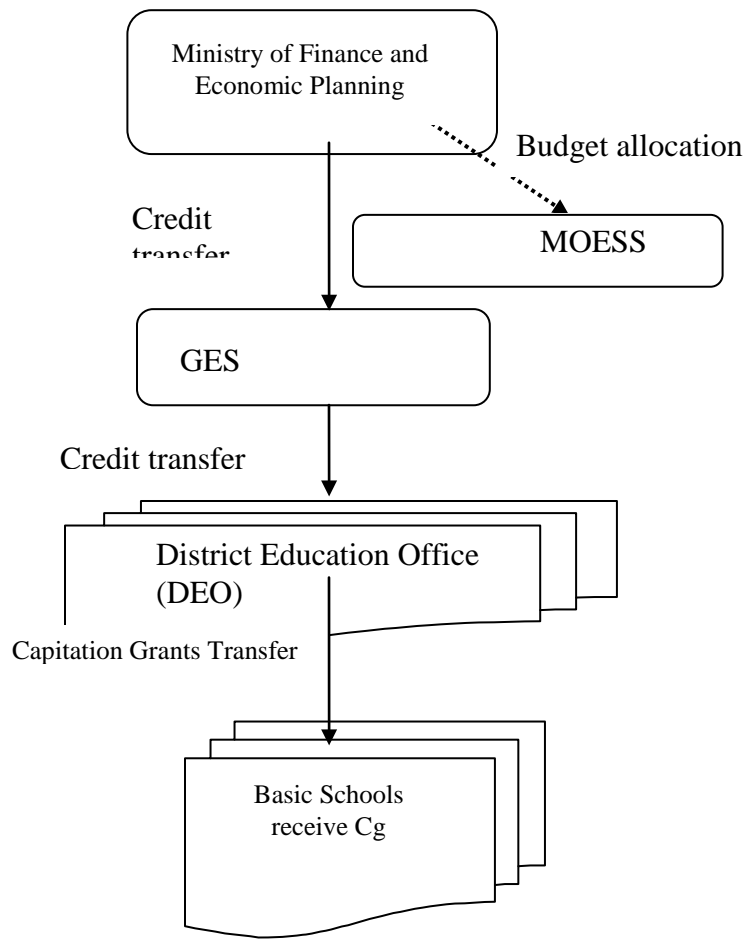 Ministry of Finance and
Economic Planning
Budget allocation
Credit
transfer
MOESS
GES
Credit transfer
District Education Office
(DEO)
Capitation Grants Transfer
Basic Schools
receive Cg